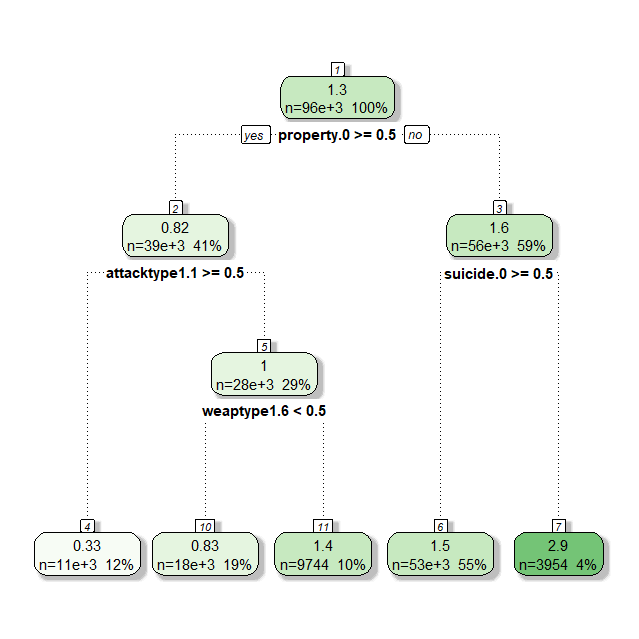 1
1.3
n=96e+3 100%
yes property.0 >= 0.5 no
2
0.82
n=39e+3 41%
3
1.6
n=56e+3 59%
attacktype1.1 >= 0.5
suicide.0 >= 0.5
5
1
n=28e+3 29%
weaptype1.6 < 0.5
4
0.33
n=11e+3 12%
10
0.83
n=18e+3 19%
11
1.4
n=9744 10%
6
1.5
n=53e+3 55%
7
2.9
n=3954 4%